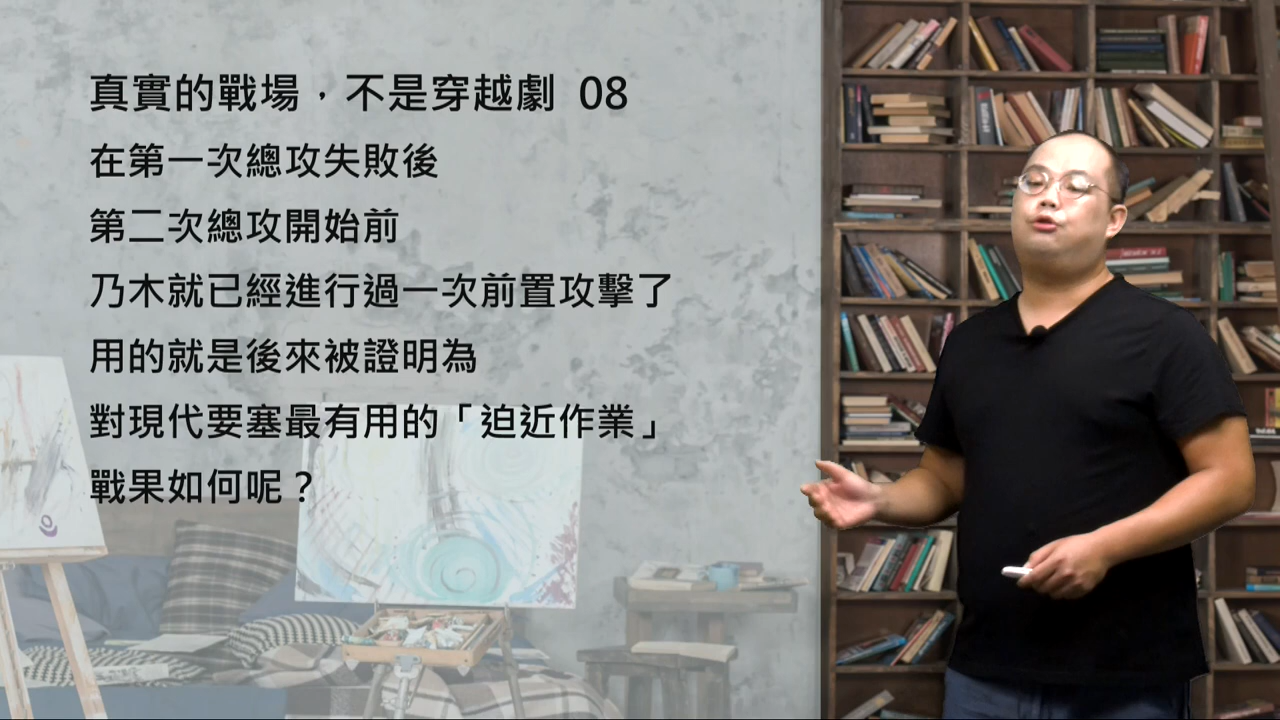 真實的戰場，不是穿越劇 08
在第一次總攻失敗後
第二次總攻開始前
乃木就已經進行過一次前置攻擊了
用的就是後來被證明為
對現代要塞最有用的「迫近作業」
戰果如何呢？